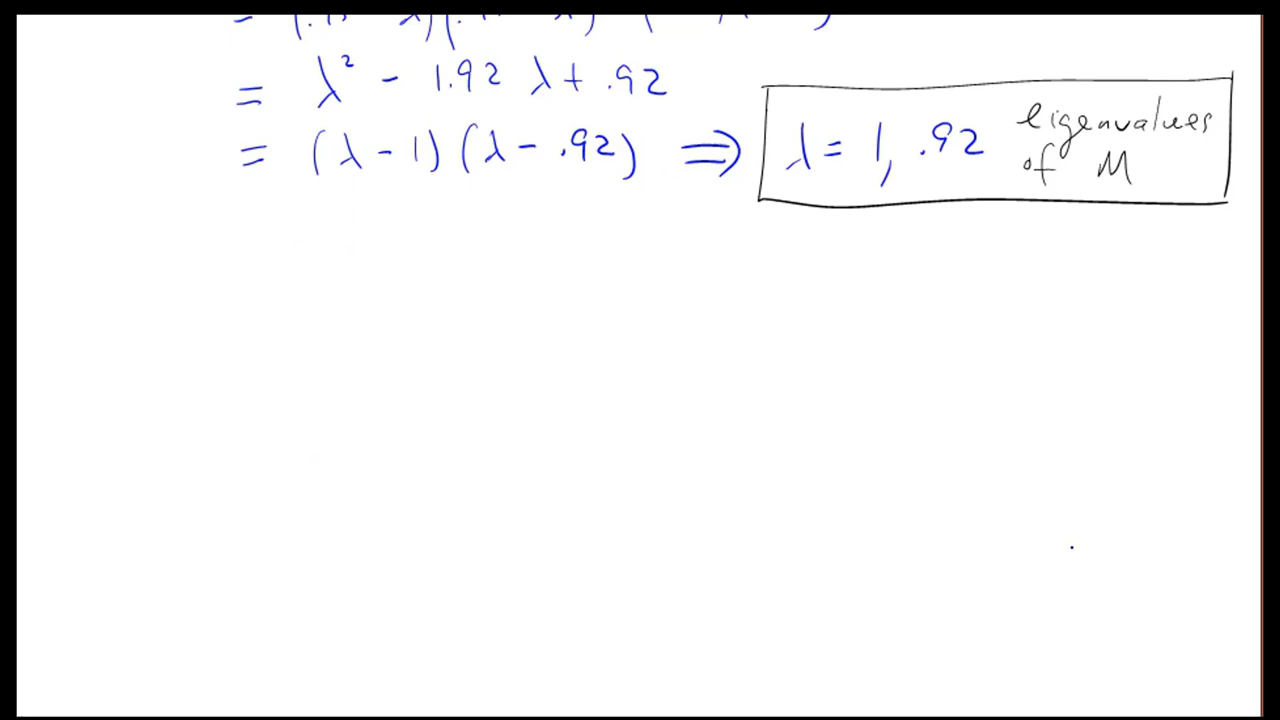 = λ² - 1.92 λ + .92
= (λ - 1) (λ - .92) ⇒ λ = 1, .92 eigenvalues
of M